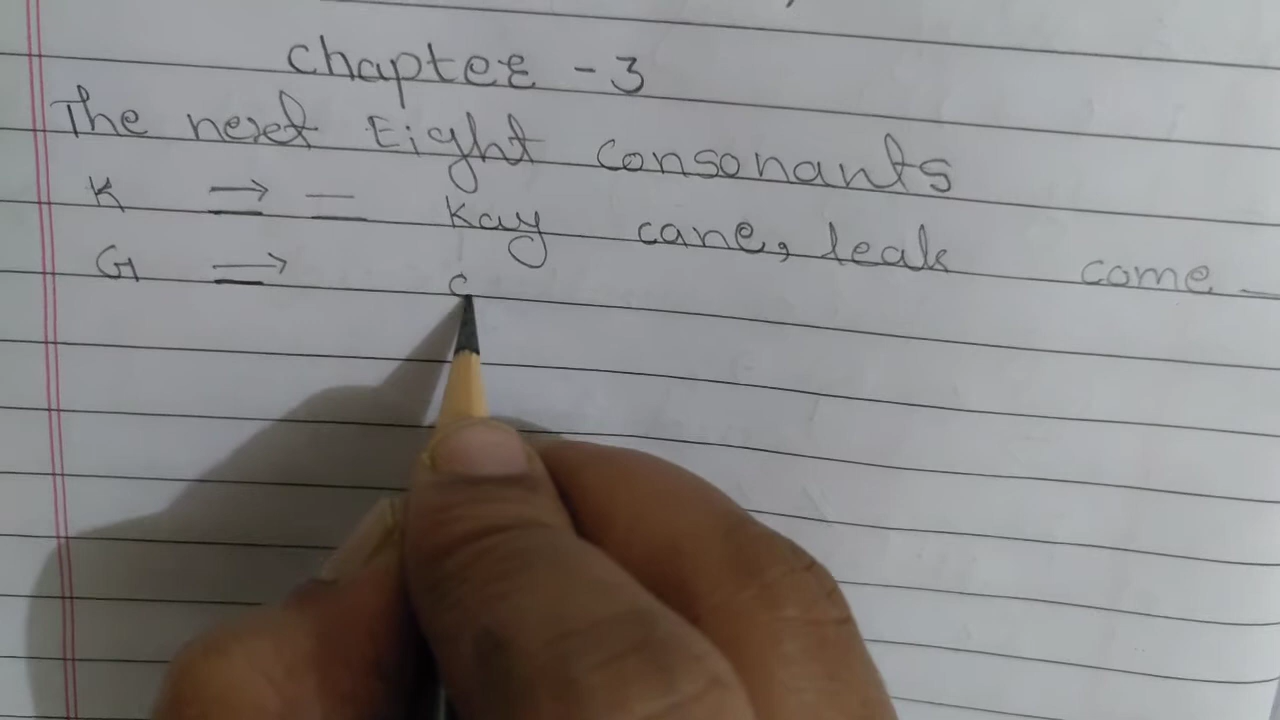 Chapter - 3
The next Eight consonants
K → — Kay cane, leak come -
G → c